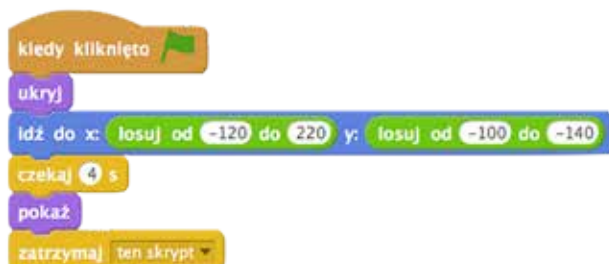 kiedy kliknięto
ukryj
idź do x: losuj od -120 do 220 y: losuj od -100 do -140
czekaj 4 s
pokaż
zatrzymaj ten skrypt